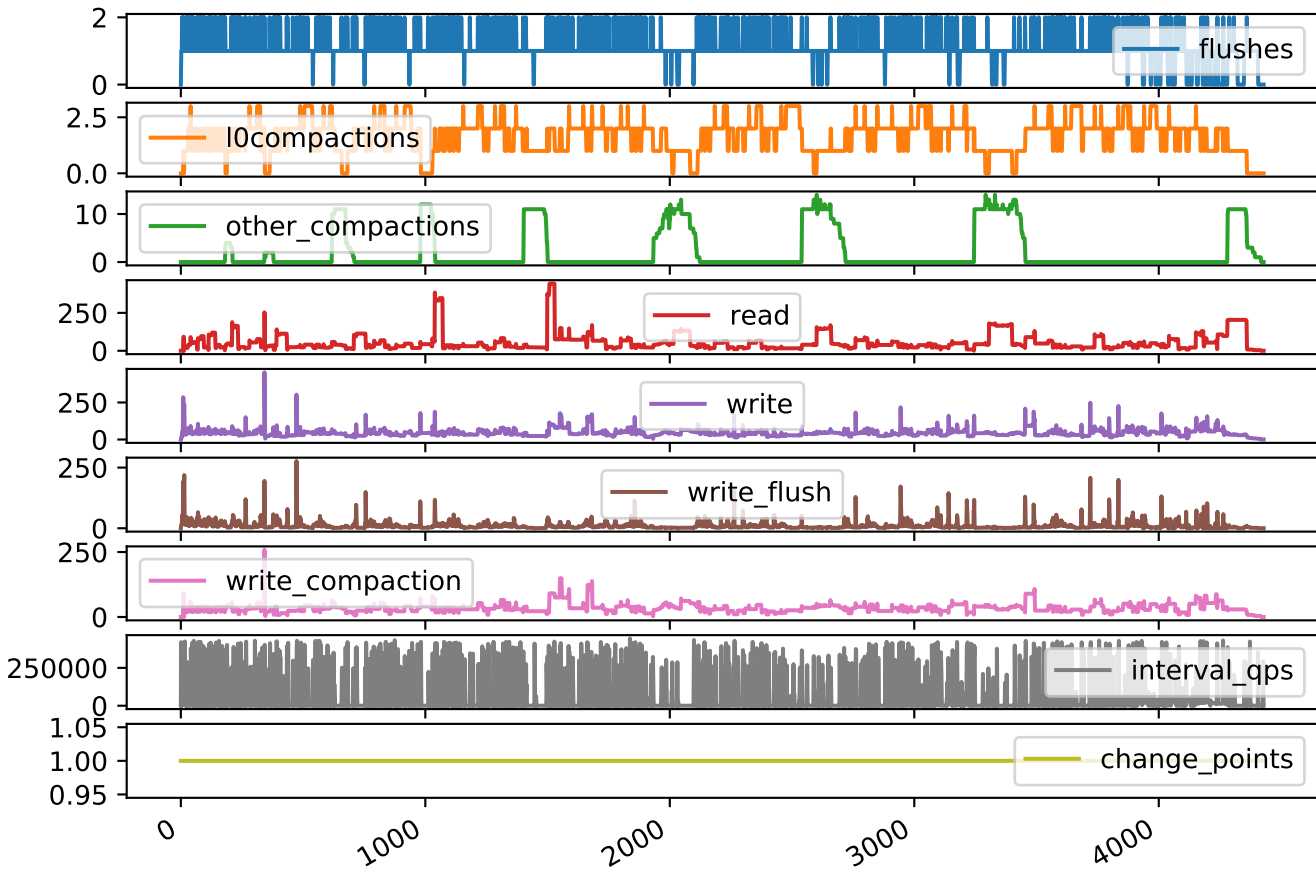 2
0
flushes
2.5
0.0
l0compactions
10
0
other_compactions
250
0
read
250
0
write
250
0
write_flush
250
0
write_compaction
250000
0
interval_qps
1.05
1.00
0.95
change_points
0 1000 2000 3000 4000